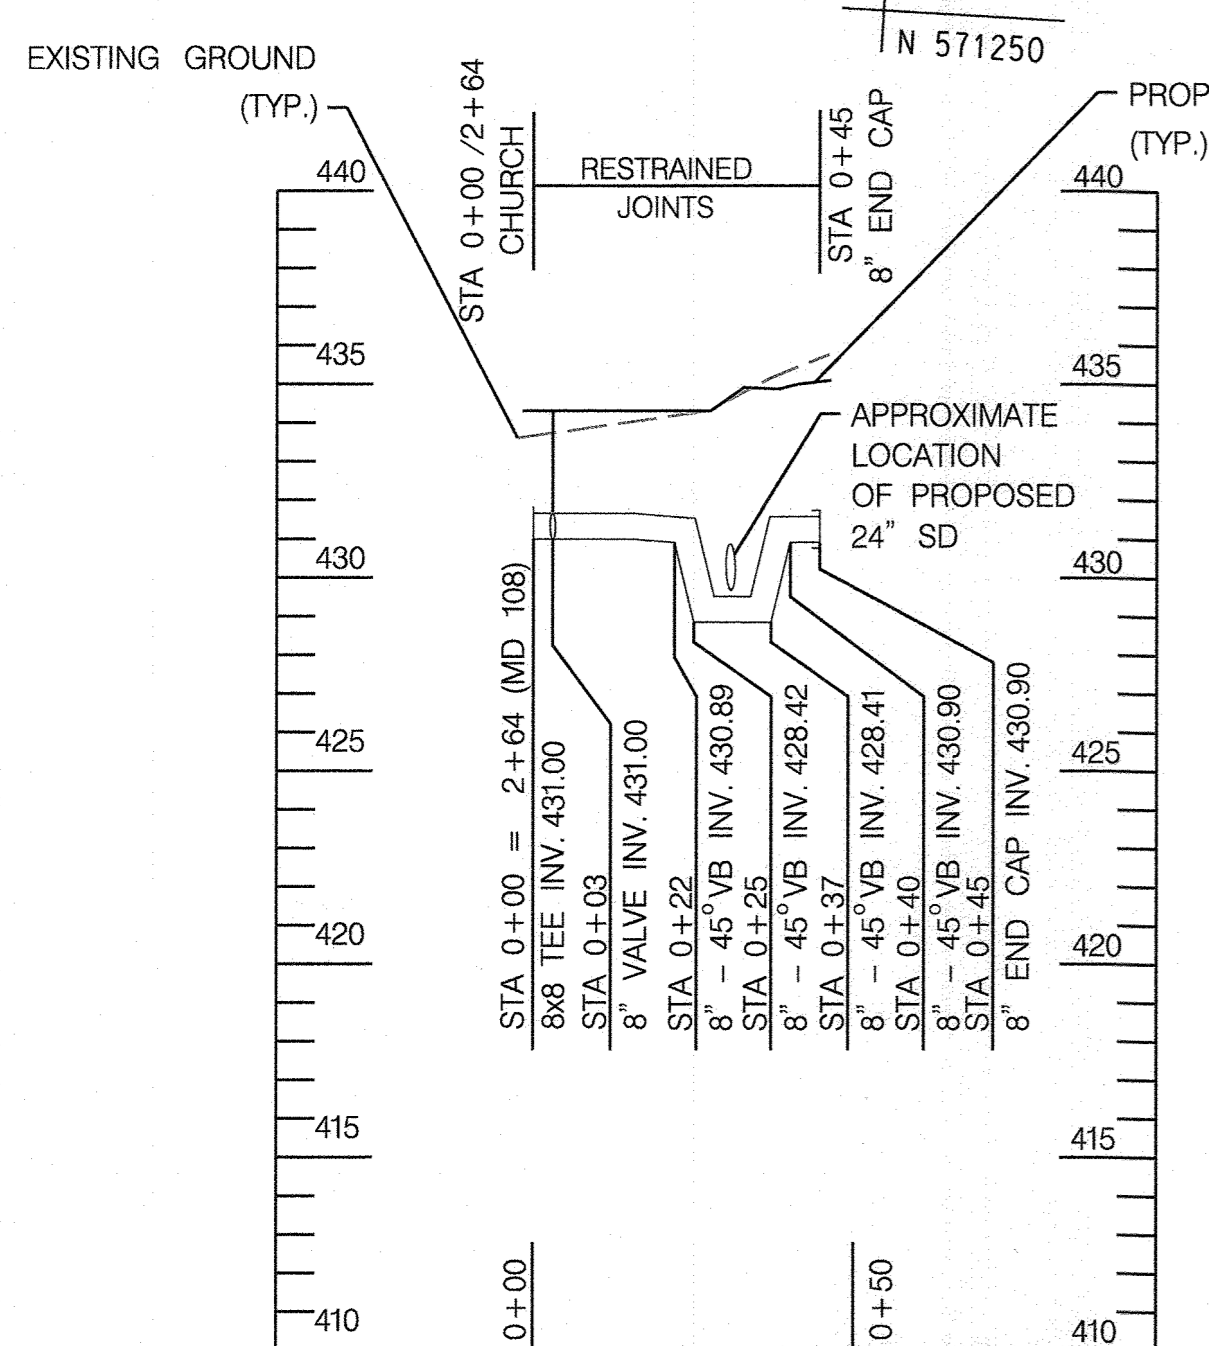 N 571250
EXISTING GROUND
(TYP.)
STA 0+00 /2+64
CHURCH
RESTRAINED
JOINTS
STA 0+45
8" END CAP
PROP
(TYP.)
440
440
435
435
APPROXIMATE
LOCATION
OF PROPOSED
24" SD
430
430
425
425
420
420
415
415
410
410
STA 0+00 = 2+64 (MD 108)
8x8 TEE INV. 431.00
STA 0+03
8" VALVE INV. 431.00
STA 0+22
8" - 45° VB INV. 430.89
STA 0+25
8" - 45° VB INV. 428.42
STA 0+37
8" - 45° VB INV. 428.41
STA 0+40
8" - 45° VB INV. 430.90
STA 0+45
8" END CAP INV. 430.90
0+00
0+50